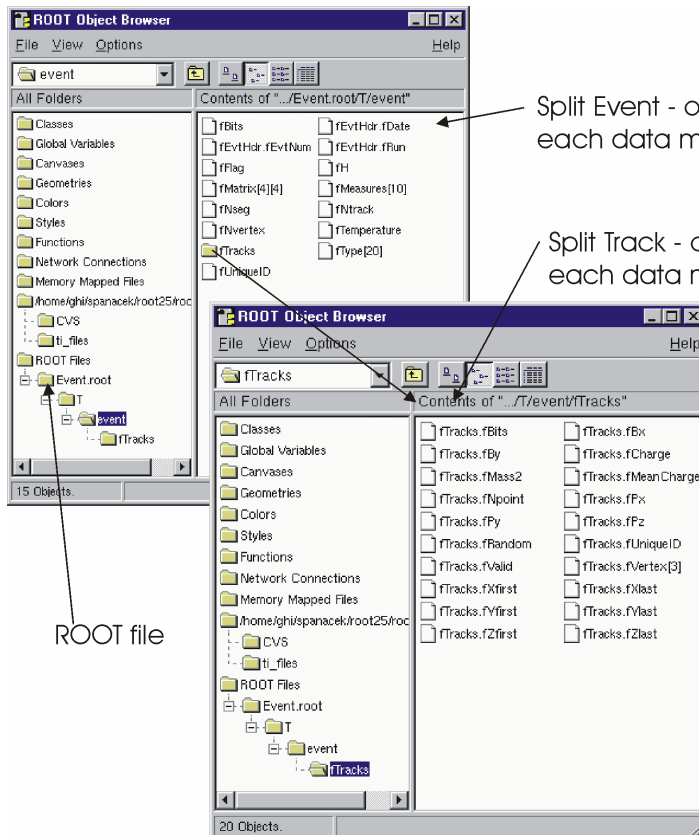 ROOT Object Browser
File View Options Help
event
All Folders
Contents of ".../Event.root/T/event"
Classes
Global Variables
Canvases
Geometries
Colors
Styles
Functions
Network Connections
Memory Mapped Files
/home/ghi/spanacek/root25/roc
CVS
ti_files
ROOT Files
Event.root
T
event
fTracks
fBits
fEvtHdr.fDate
fEvtHdr.fEvtNum
fEvtHdr.fRun
fFlag
fH
fMatrix[4][4]
fMeasures[10]
fNseg
fNtrack
fNvertex
fTemperature
fTracks
fType[20]
fUniqueID
15 Objects.
Split Event - o
each data m
Split Track - o
each data m
ROOT file
ROOT Object Browser
File View Options Help
fTracks
All Folders
Contents of ".../T/event/fTracks"
Classes
Global Variables
Canvases
Geometries
Colors
Styles
Functions
Network Connections
Memory Mapped Files
/home/ghi/spanacek/root25/roc
CVS
ti_files
ROOT Files
Event.root
T
event
fTracks
fTracks.fBits
fTracks.fBx
fTracks.fBy
fTracks.fCharge
fTracks.fMass2
fTracks.fMeanCharge
fTracks.fNpoint
fTracks.fPx
fTracks.fPy
fTracks.fPz
fTracks.fRandom
fTracks.fUniqueID
fTracks.fValid
fTracks.fVertex[3]
fTracks.fXfirst
fTracks.fXlast
fTracks.fYfirst
fTracks.fYlast
fTracks.fZfirst
fTracks.fZlast
20 Objects.